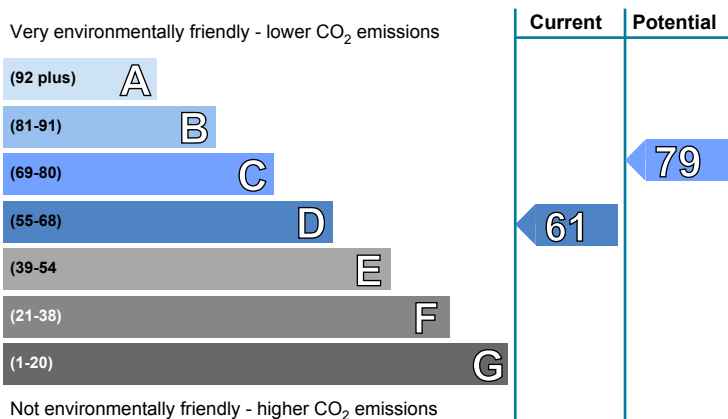 Current Potential
Very environmentally friendly - lower CO2 emissions
(92 plus) A
(81-91) B
(69-80) C
79
(55-68) D
61
(39-54 E
(21-38) F
(1-20) G
Not environmentally friendly - higher CO2 emissions